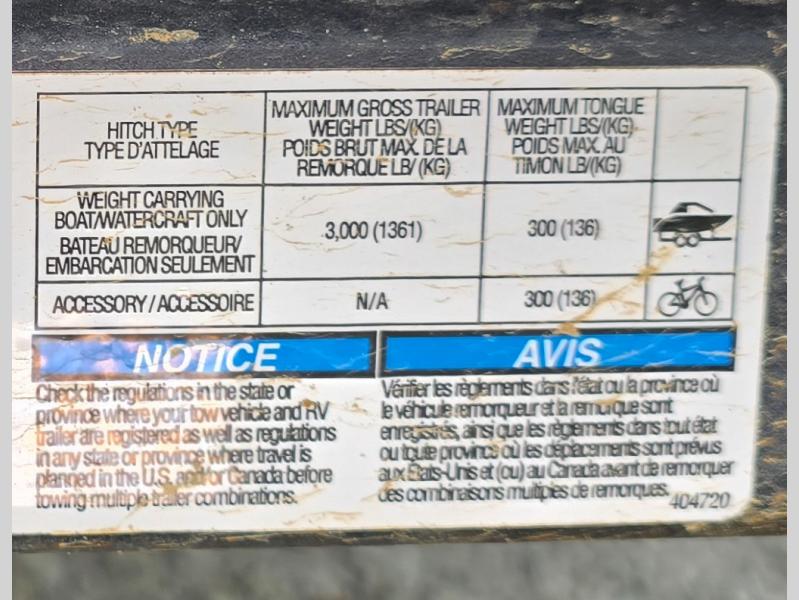 HITCH TYPE
TYPE D'ATTELAGE
MAXIMUM GROSS TRAILER
WEIGHT LBS/(KG)
POIDS BRUT MAX. DE LA
REMORQUE LB/ (KG)
MAXIMUM TONGUE
WEIGHT LBS/(KG)
POIDS MAX. AU
TIMON LB/(KG)
WEIGHT CARRYING
BOAT/WATERCRAFT ONLY
BATEAU REMORQUEUR/
EMBARCATION SEULEMENT
3,000 (1361)
300 (136)
ACCESSORY / ACCESSOIRE
N/A
300 (136)
NOTICE
Check the regulations in the state or
province where your tow vehicle and RV
trailer are registered as well as regulations
in any state or province where travel is
planned in the U.S. and/or Canada before
towing multiple trailer combinations.
AVIS
Vérifier les règlements dans l'état ou la province où
le véhicule remorqueur et la remorque sont
enregistrés, ainsi que les règlements dans tout état
ou toute province où les déplacements sont prévus
aux États-Unis et (ou) au Canada avant de remorquer
des combinaisons multiples de remorques.
404720